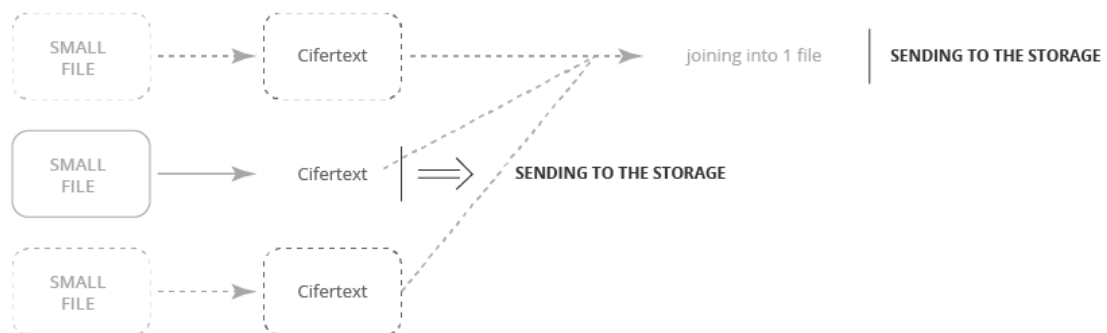 SMALL
FILE
Cifertext
joining into 1 file
SENDING TO THE STORAGE
SMALL
FILE
Cifertext
SENDING TO THE STORAGE
SMALL
FILE
Cifertext